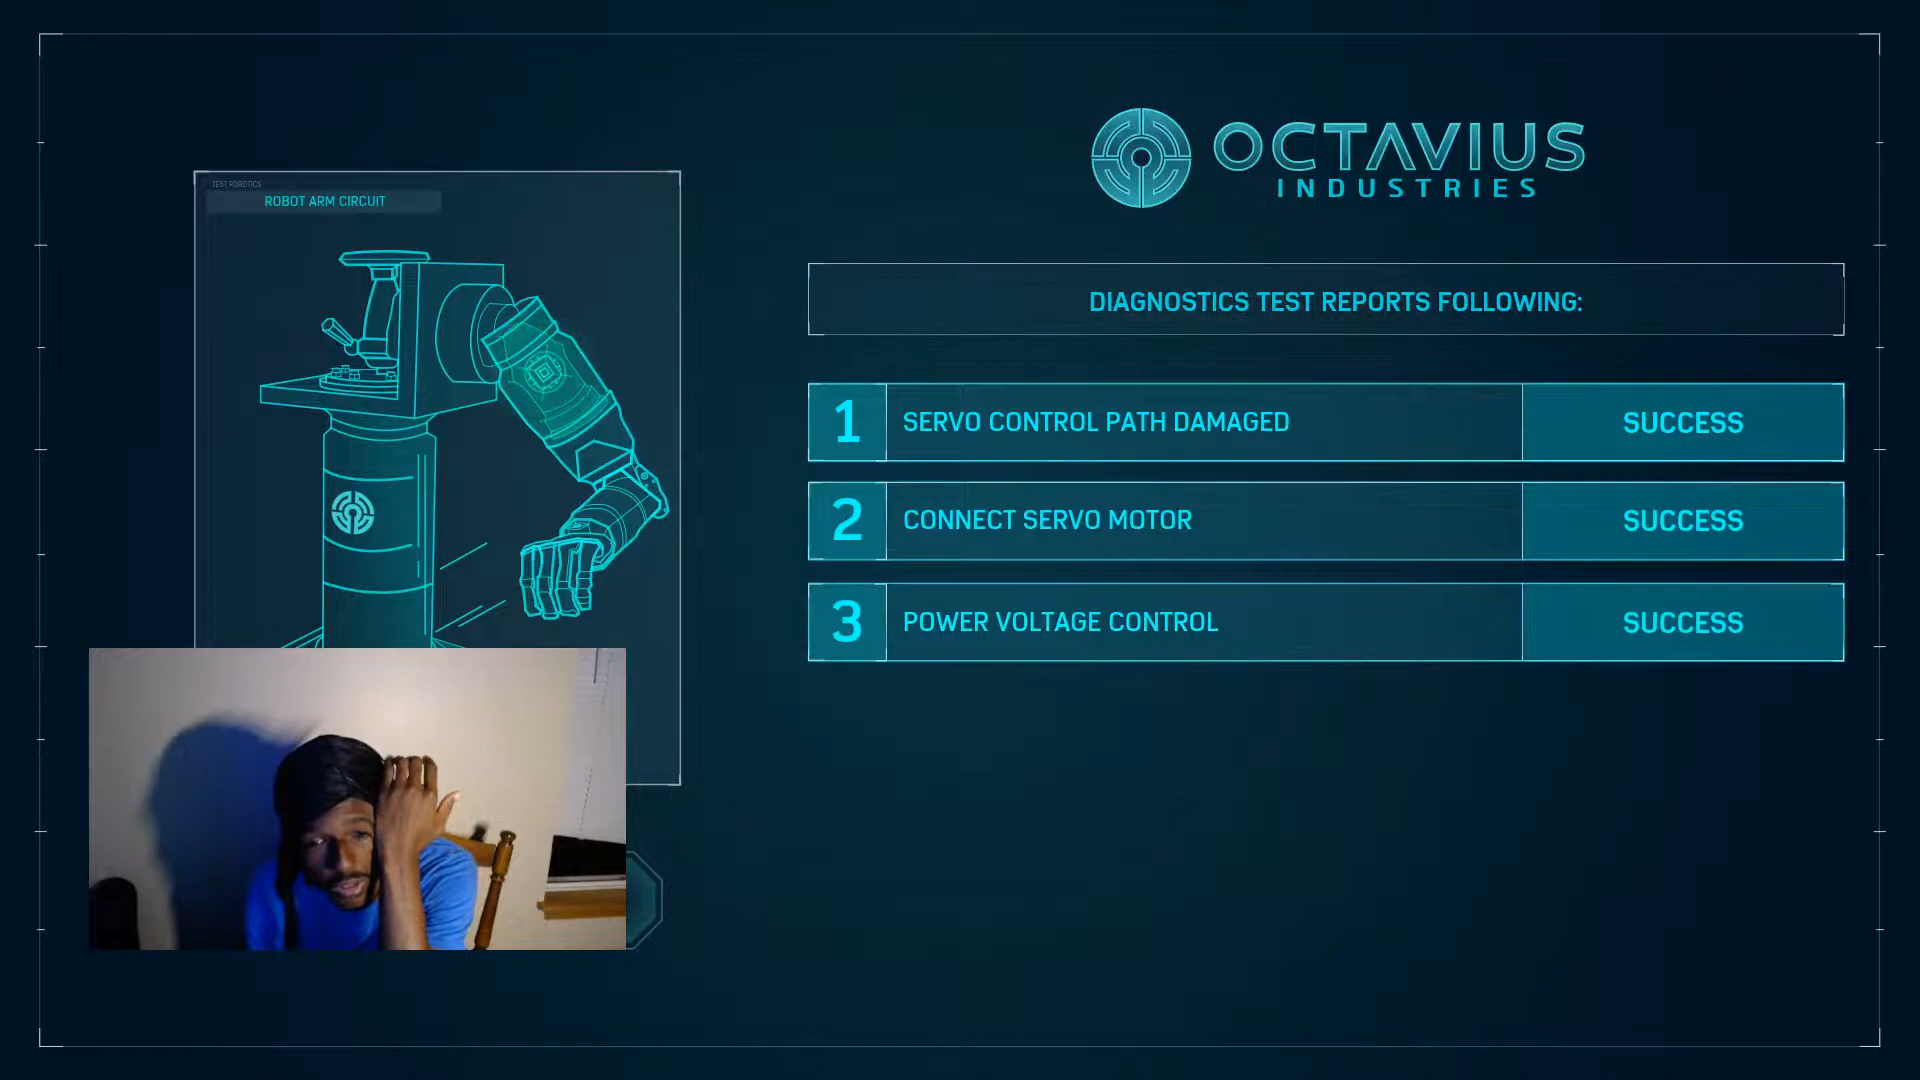 OCTAVIUS
INDUSTRIES
TEST ROBOTICS
ROBOT ARM CIRCUIT
DIAGNOSTICS TEST REPORTS FOLLOWING:
1 SERVO CONTROL PATH DAMAGED SUCCESS
2 CONNECT SERVO MOTOR SUCCESS
3 POWER VOLTAGE CONTROL SUCCESS